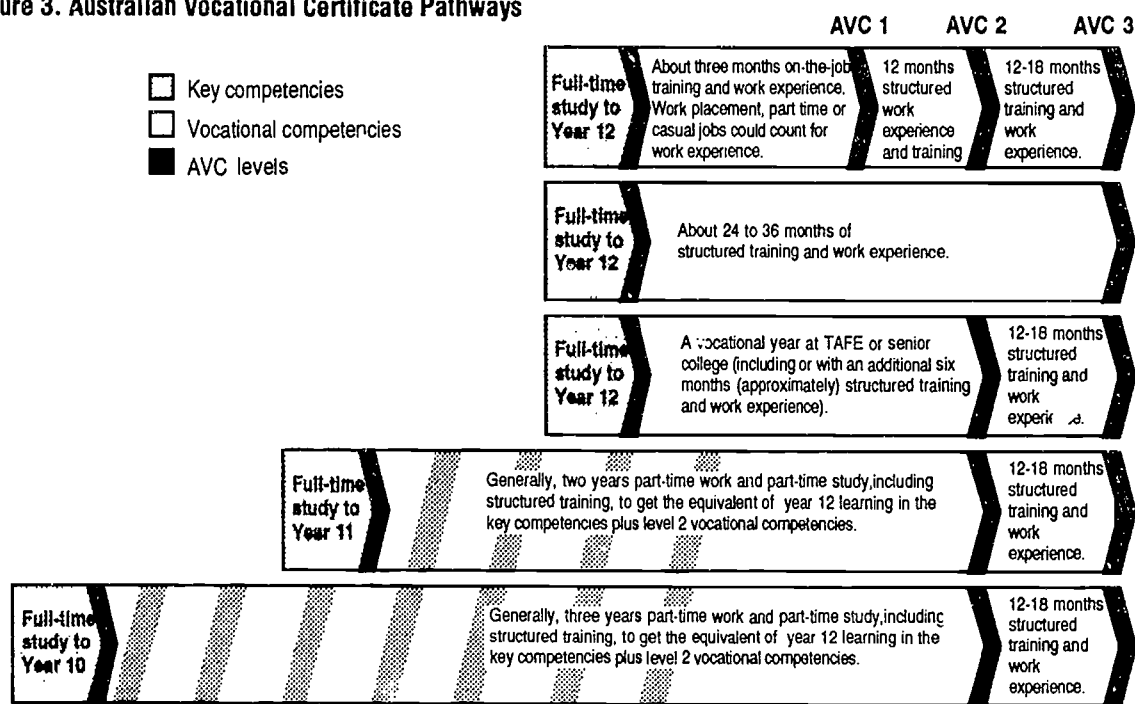 ure 3. Australian Vocational Certificate Pathways
AVC 1 AVC 2 AVC 3
Key competencies
Vocational competencies
AVC levels
Full-time
study to
Year 12
About three months on-the-job
training and work experience.
Work placement, part time or
casual jobs could count for
work experience.
12 months
structured
work
experience
and training
12-18 months
structured
training and
work
experience.
Full-time
study to
Year 12
About 24 to 36 months of
structured training and work experience.
Full-time
study to
Year 12
A vocational year at TAFE or senior
college (including or with an additional six
months (approximately) structured training
and work experience).
12-18 months
structured
training and
work
Full-time
study to
Year 11
Generally, two years part-time work and part-time study,including
structured training, to get the equivalent of year 12 learning in the
key competencies plus level 2 vocational competencies.
12-18 months
structured
training and
work
experience.
Full-time
study to
Year 10
Generally, three years part-time work and part-time study,including
structured training, to get the equivalent of year 12 learning in the
key competencies plus level 2 vocational competencies.
12-18 months
structured
training and
work
experience.